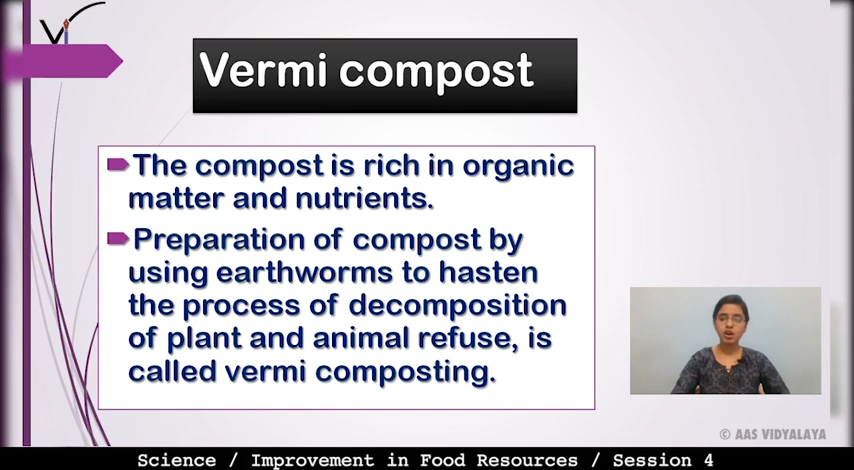 Vi
Vermi compost
The compost is rich in organic
matter and nutrients.
Preparation of compost by
using earthworms to hasten
the process of decomposition
of plant and animal refuse, is
called vermi composting.
© AAS VIDYALAYA
Science / Improvement in Food Resources / Session 4